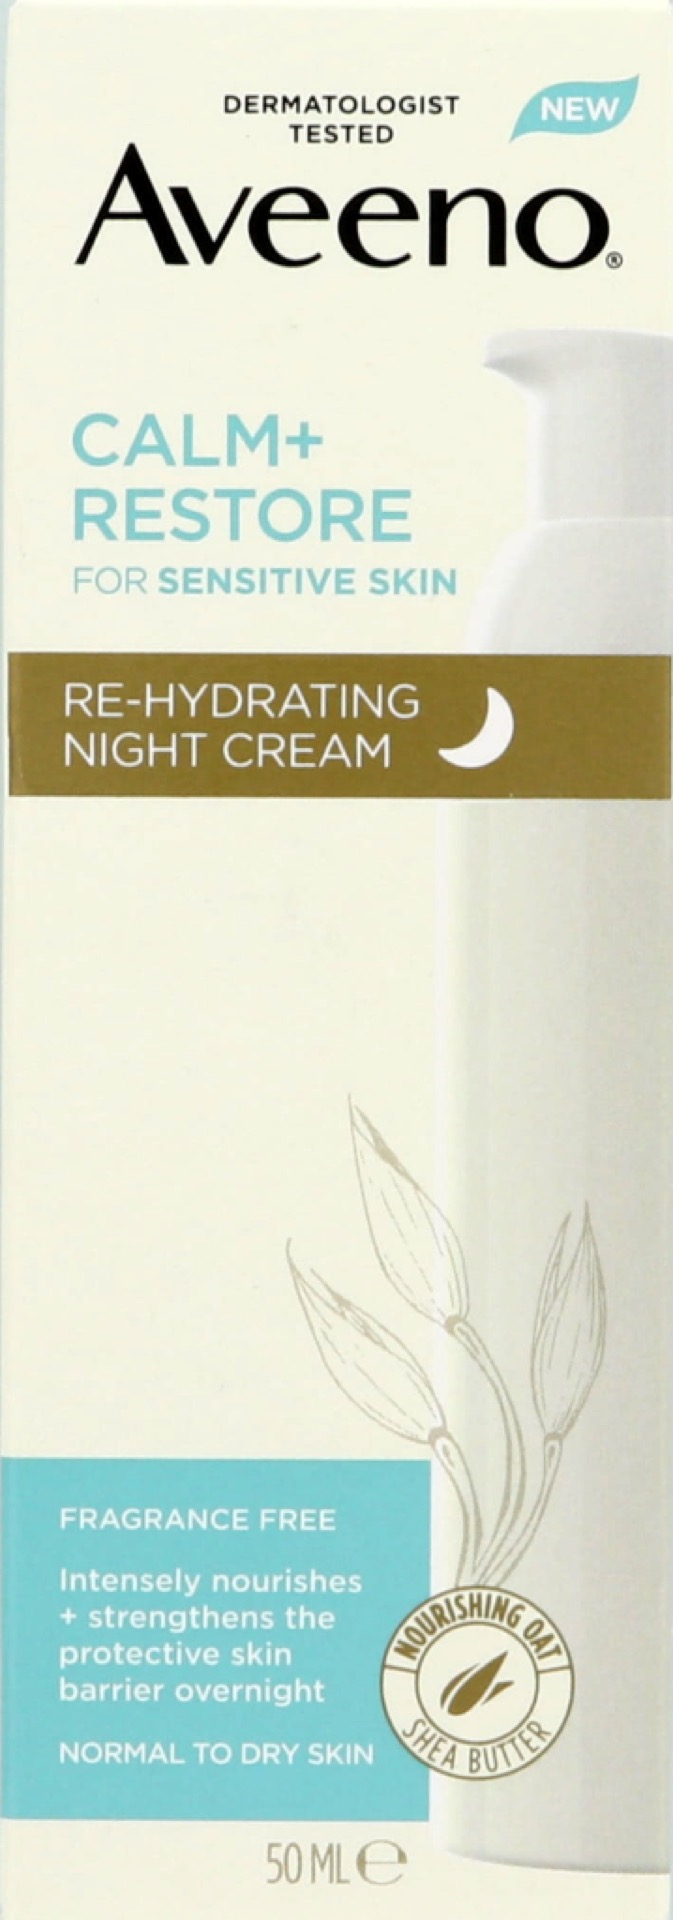 DERMATOLOGIST
TESTED
NEW
Aveeno®
CALM+
RESTORE
FOR SENSITIVE SKIN
RE-HYDRATING
NIGHT CREAM
FRAGRANCE FREE
Intensely nourishes
+ strengthens the
protective skin
barrier overnight
NORMAL TO DRY SKIN
NOURISHING OAT
SHEA BUTTER
50 ML ℮